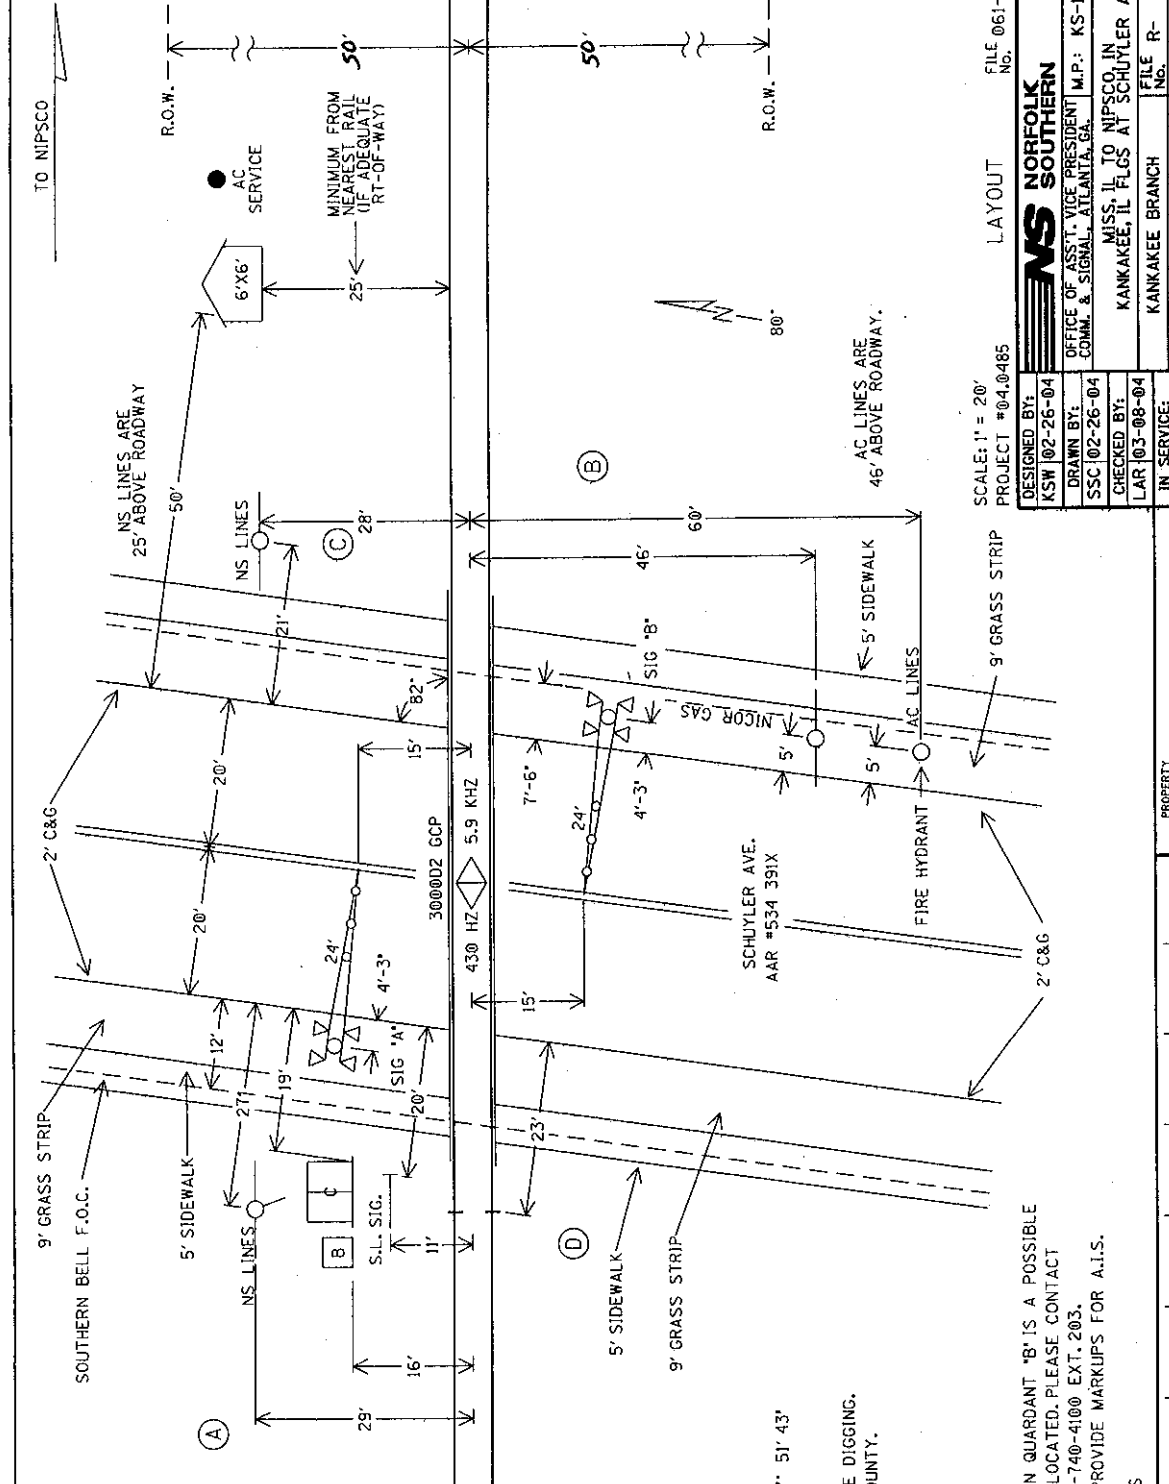 TO NIPSCO
R.O.W.
50'
AC
SERVICE
6'X6'
MINIMUM FROM
NEAREST RAIL
(IF ADEQUATE
RT-OF-WAY)
25'
NS LINES ARE
25' ABOVE ROADWAY
50'
NS LINES
28'
C
21'
82°
2' C&G
20'
20'
15'
9' GRASS STRIP
SOUTHERN BELL F.O.C.
5' SIDEWALK
12'
27'
19'
24'
4'-3"
SIG "A"
20'
NS LINES
C
B
S.L. SIG.
11'
16'
29'
A
3000D2 GCP
430 HZ
5.9 KHZ
50'
R.O.W.
N
80°
B
AC LINES ARE
46' ABOVE ROADWAY.
60'
46'
SIG "B"
7'-6"
24'
4'-3"
NICOR GAS
5'
5'
5' SIDEWALK
AC LINES
9' GRASS STRIP
FIRE HYDRANT
15'
SCHUYLER AVE.
AAR #534 391X
2' C&G
23'
D
5' SIDEWALK
9' GRASS STRIP
51' 43"
E DIGGING.
OUNTY.
N QUARDANT "B" IS A POSSIBLE
LOCATED. PLEASE CONTACT
-740-4100 EXT. 203.
PROVIDE MARKUPS FOR A.I.S.
S
PROPERTY
SCALE: 1" = 20'
PROJECT #04.0485
LAYOUT
FILE No. 061-
DESIGNED BY:
KSW 02-26-04
DRAWN BY:
SSC 02-26-04
CHECKED BY:
LAR 03-08-04
IN SERVICE:
NS NORFOLK
SOUTHERN
OFFICE OF ASS'T. VICE PRESIDENT
COMM. & SIGNAL, ATLANTA, GA.
M.P.: KS-1
MISS, IL TO NIPSCO, IN
KANKAKEE, IL FLGS AT SCHUYLER A
KANKAKEE BRANCH
FILE No. R-